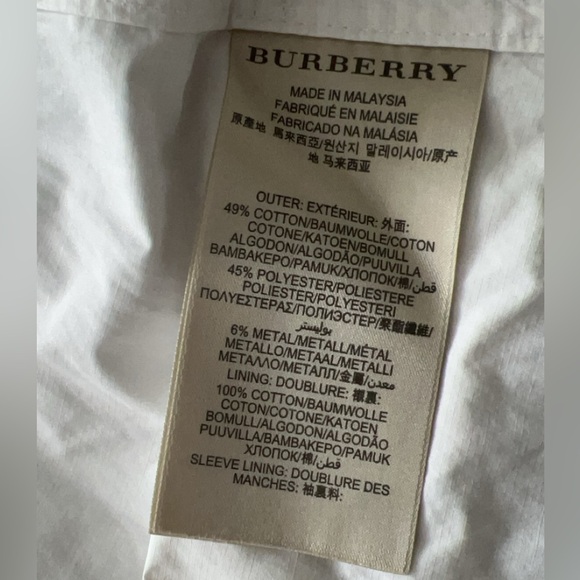 BURBERRY
MADE IN MALAYSIA
FABRIQUÉ EN MALAISIE
FABRICADO NA MALÁSIA
原產地 馬來西亞/원산지 말레이시아/原产
地 马来西亚
OUTER: EXTÉRIEUR: 外面:
49% COTTON/BAUMWOLLE/COTON
COTONE/KATOEN/BOMULL
ALGODON/ALGODÃO/PUUVILLA
BAMBAKEPO/PAMUK/ХЛОПОК/棉/قطن/
45% POLYESTER/POLIESTERE
POLIESTER/POLYESTERI
ΠΟΛΥΕΣΤΕΡΑΣ/ПОЛИЭСТЕР/聚酯纖維/
بوليستر
6% METAL/METALL/MÉTAL
METALLO/METAAL/METALLI
ΜΕΤΑΛΛΟ/МЕТАЛЛ/金屬/معدن/
LINING: DOUBLURE: 襯裏:
100% COTTON/BAUMWOLLE
COTON/COTONE/KATOEN
BOMULL/ALGODON/ALGODÃO
PUUVILLA/BAMBAKEPO/PAMUK
ХЛОПОК/棉/قطن/
SLEEVE LINING: DOUBLURE DES
MANCHES: 袖裏料: